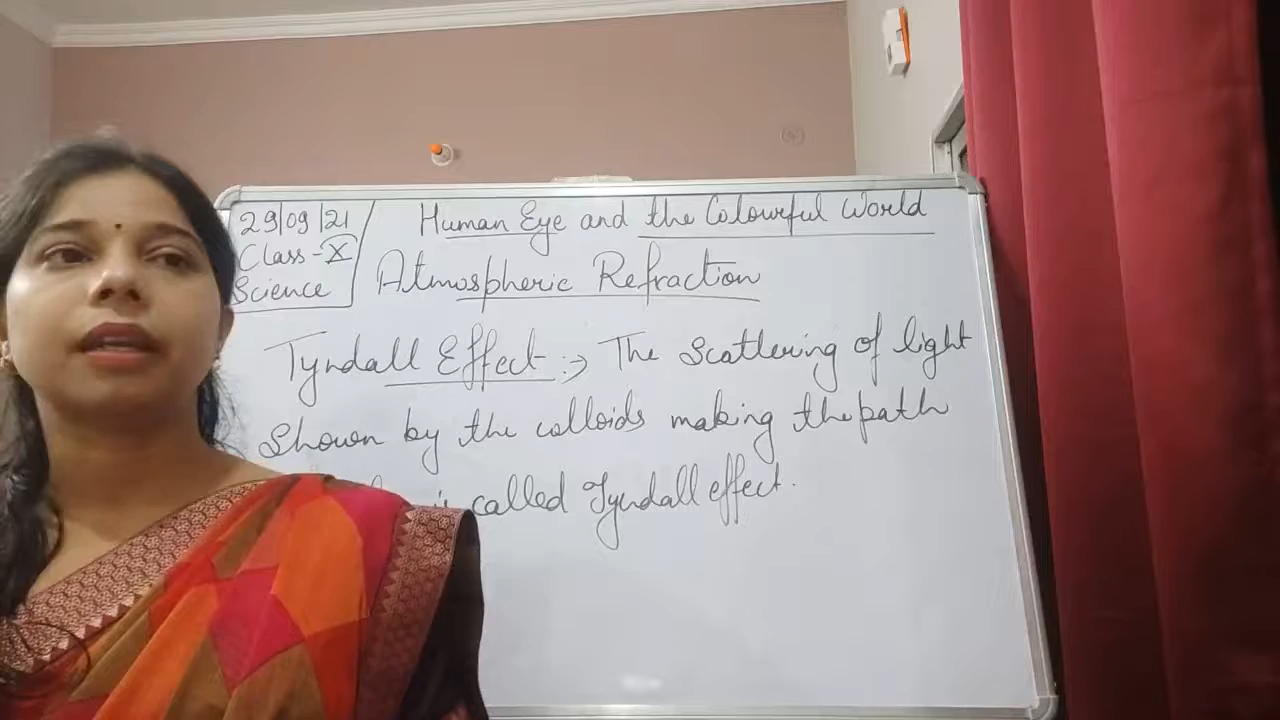 29/09/21
Class-X
Science
Human Eye and the Colourful World
Atmospheric Refraction
Tyndall Effect :→ The Scattering of light
Shown by the colloids making the path
is called Tyndall effect.